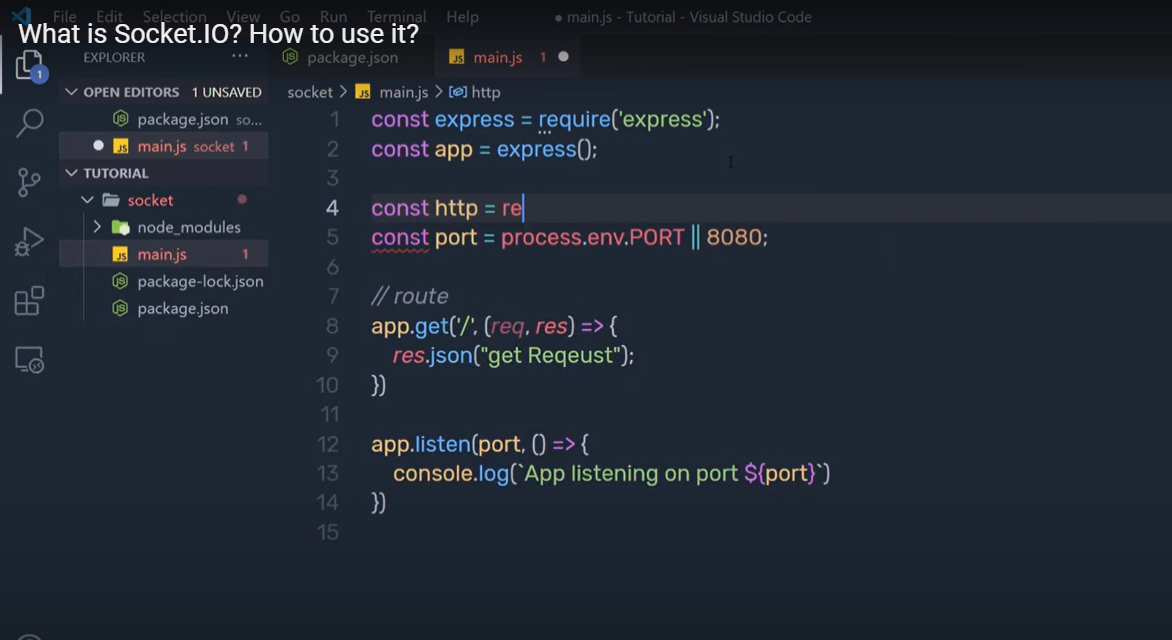 File Edit Selection View Go Run Terminal Help ● main.js - Tutorial - Visual Studio Code
What is Socket.IO? How to use it?
EXPLORER ···
package.json
main.js 1
OPEN EDITORS 1 UNSAVED
package.json so...
main.js socket 1
TUTORIAL
socket
node_modules
main.js 1
package-lock.json
package.json
1
socket > main.js > http
1 const express = require('express');
2 const app = express();
3
4 const http = re
5 const port = process.env.PORT || 8080;
6
7 // route
8 app.get('/', (req, res) => {
9 res.json("get Reqeust");
10 })
11
12 app.listen(port, () => {
13 console.log(`App listening on port ${port}`)
14 })
15